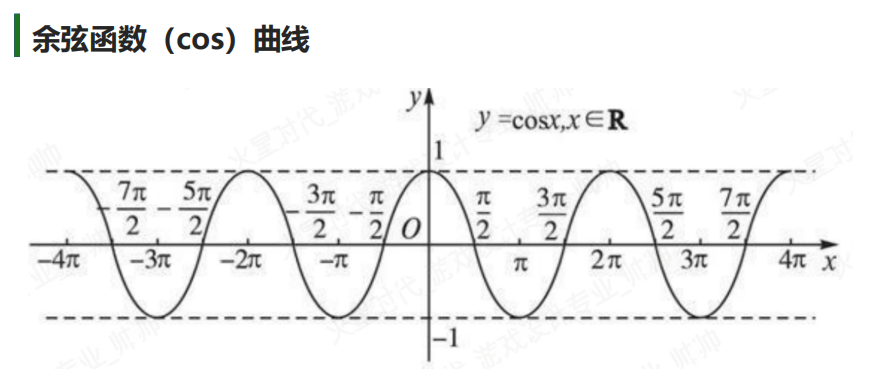 余弦函数（cos）曲线
y
y=cosx,x∈R
1
-7π/2 -5π/2 -3π/2 -π/2 O π/2 3π/2 5π/2 7π/2
-4π -3π -2π -π π 2π 3π 4π x
-1